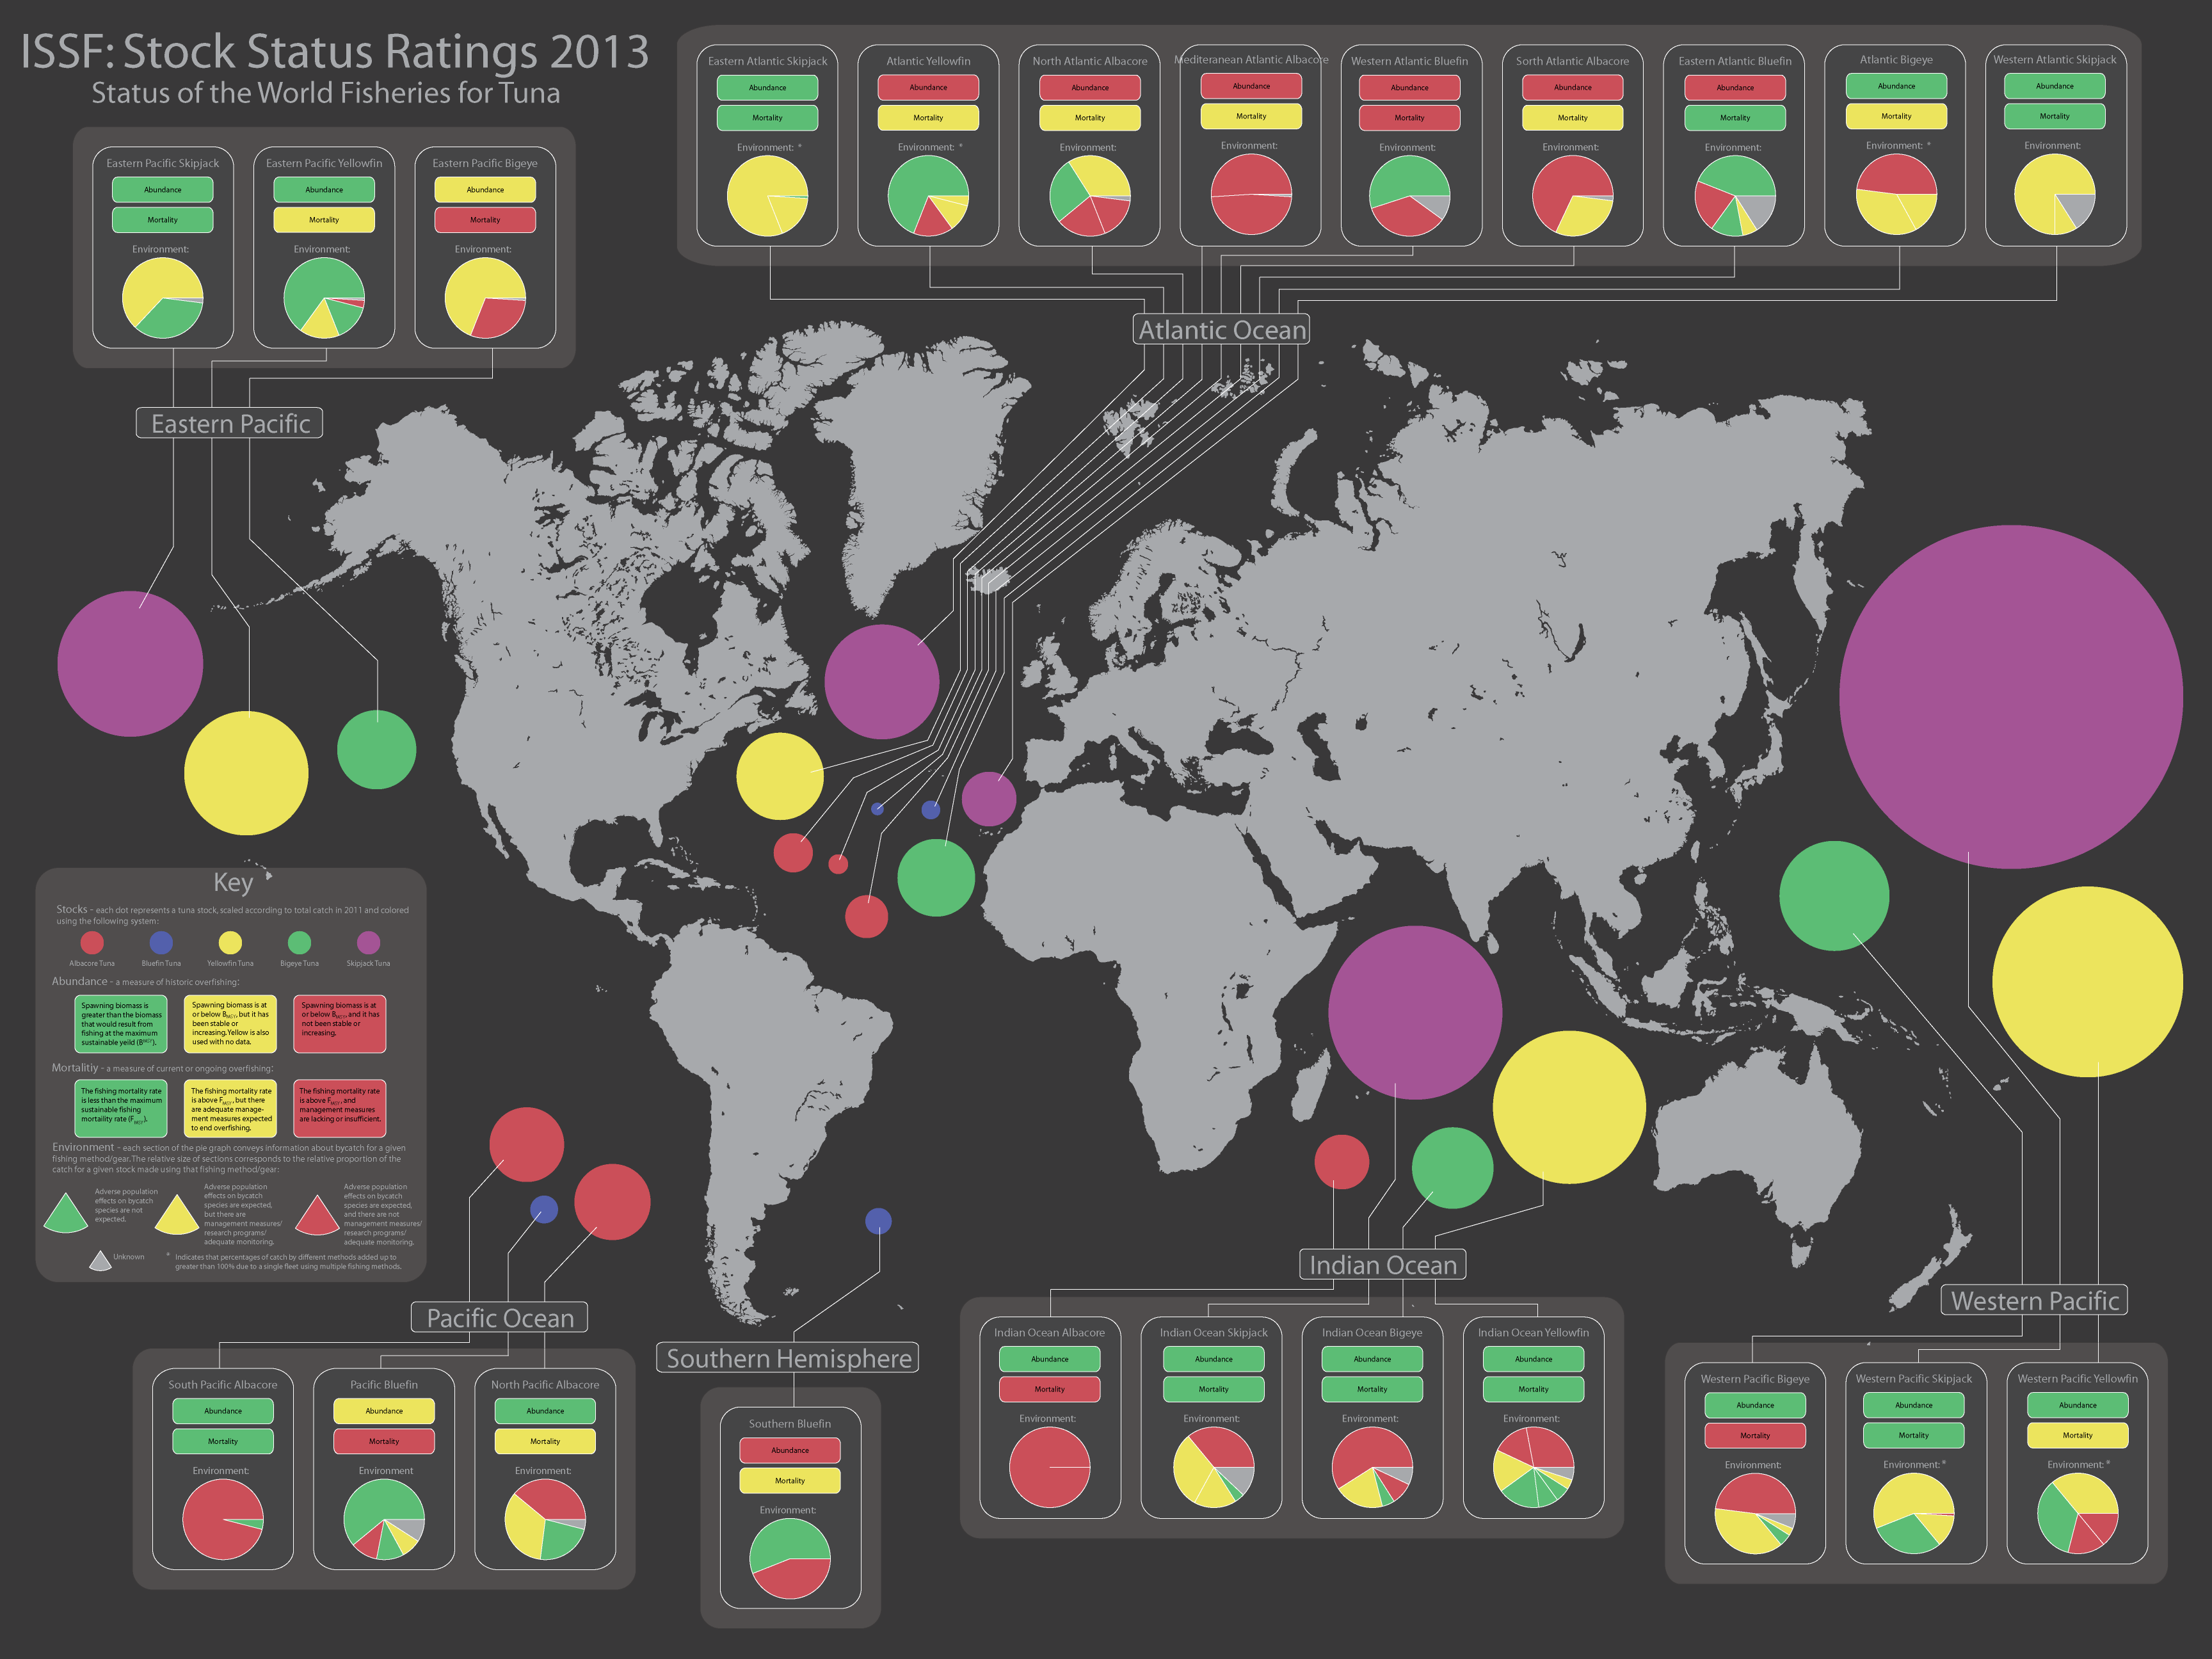 ISSF: Stock Status Ratings 2013
Status of the World Fisheries for Tuna
Eastern Atlantic Skipjack
Abundance
Mortality
Environment: *
Atlantic Yellowfin
Abundance
Mortality
Environment: *
North Atlantic Albacore
Abundance
Mortality
Environment:
Mediteranean Atlantic Albacore
Abundance
Mortality
Environment:
Western Atlantic Bluefin
Abundance
Mortality
Environment:
Sorth Atlantic Albacore
Abundance
Mortality
Environment:
Eastern Atlantic Bluefin
Abundance
Mortality
Environment:
Atlantic Bigeye
Abundance
Mortality
Environment: *
Western Atlantic Skipjack
Abundance
Mortality
Environment:
Eastern Pacific Skipjack
Abundance
Mortality
Environment:
Eastern Pacific Yellowfin
Abundance
Mortality
Environment:
Eastern Pacific Bigeye
Abundance
Mortality
Environment:
Atlantic Ocean
Eastern Pacific
Key
Stocks - each dot represents a tuna stock, scaled according to total catch in 2011 and colored
using the following system:
Albacore Tuna
Bluefin Tuna
Yellowfin Tuna
Bigeye Tuna
Skipjack Tuna
Abundance - a measure of historic overfishing:
Spawning biomass is
greater than the biomass
that would result from
fishing at the maximum
sustainable yeild (BMSY).
Spawning biomass is at
or below BMSY, but it has
been stable or
increasing. Yellow is also
used with no data.
Spawning biomass is at
or below BMSY, and it has
not been stable or
increasing.
Mortalitiy - a measure of current or ongoing overfishing:
The fishing mortality rate
is less than the maximum
sustainable fishing
mortaility rate (FMSY).
The fishing mortality rate
is above FMSY, but there
are adequate manage-
ment measures expected
to end overfishing.
The fishing mortality rate
is above FMSY, and
management measures
are lacking or insufficient.
Environment - each section of the pie graph conveys information about bycatch for a given
fishing method/gear. The relative size of sections corresponds to the relative proportion of the
catch for a given stock made using that fishing method/gear:
Adverse population
effects on bycatch
species are not
expected.
Adverse population
effects on bycatch
species are expected,
but there are
management measures/
research programs/
adequate monitoring.
Adverse population
effects on bycatch
species are expected,
and there are not
management measures/
research programs/
adequate monitoring.
Unknown
* Indicates that percentages of catch by different methods added up to
greater than 100% due to a single fleet using multiple fishing methods.
Indian Ocean
Western Pacific
Pacific Ocean
Southern Hemisphere
South Pacific Albacore
Abundance
Mortality
Environment:
Pacific Bluefin
Abundance
Mortality
Environment
North Pacific Albacore
Abundance
Mortality
Environment:
Southern Bluefin
Abundance
Mortality
Environment:
Indian Ocean Albacore
Abundance
Mortality
Environment:
Indian Ocean Skipjack
Abundance
Mortality
Environment:
Indian Ocean Bigeye
Abundance
Mortality
Environment:
Indian Ocean Yellowfin
Abundance
Mortality
Environment:
Western Pacific Bigeye
Abundance
Mortality
Environment:
Western Pacific Skipjack
Abundance
Mortality
Environment: *
Western Pacific Yellowfin
Abundance
Mortality
Environment: *